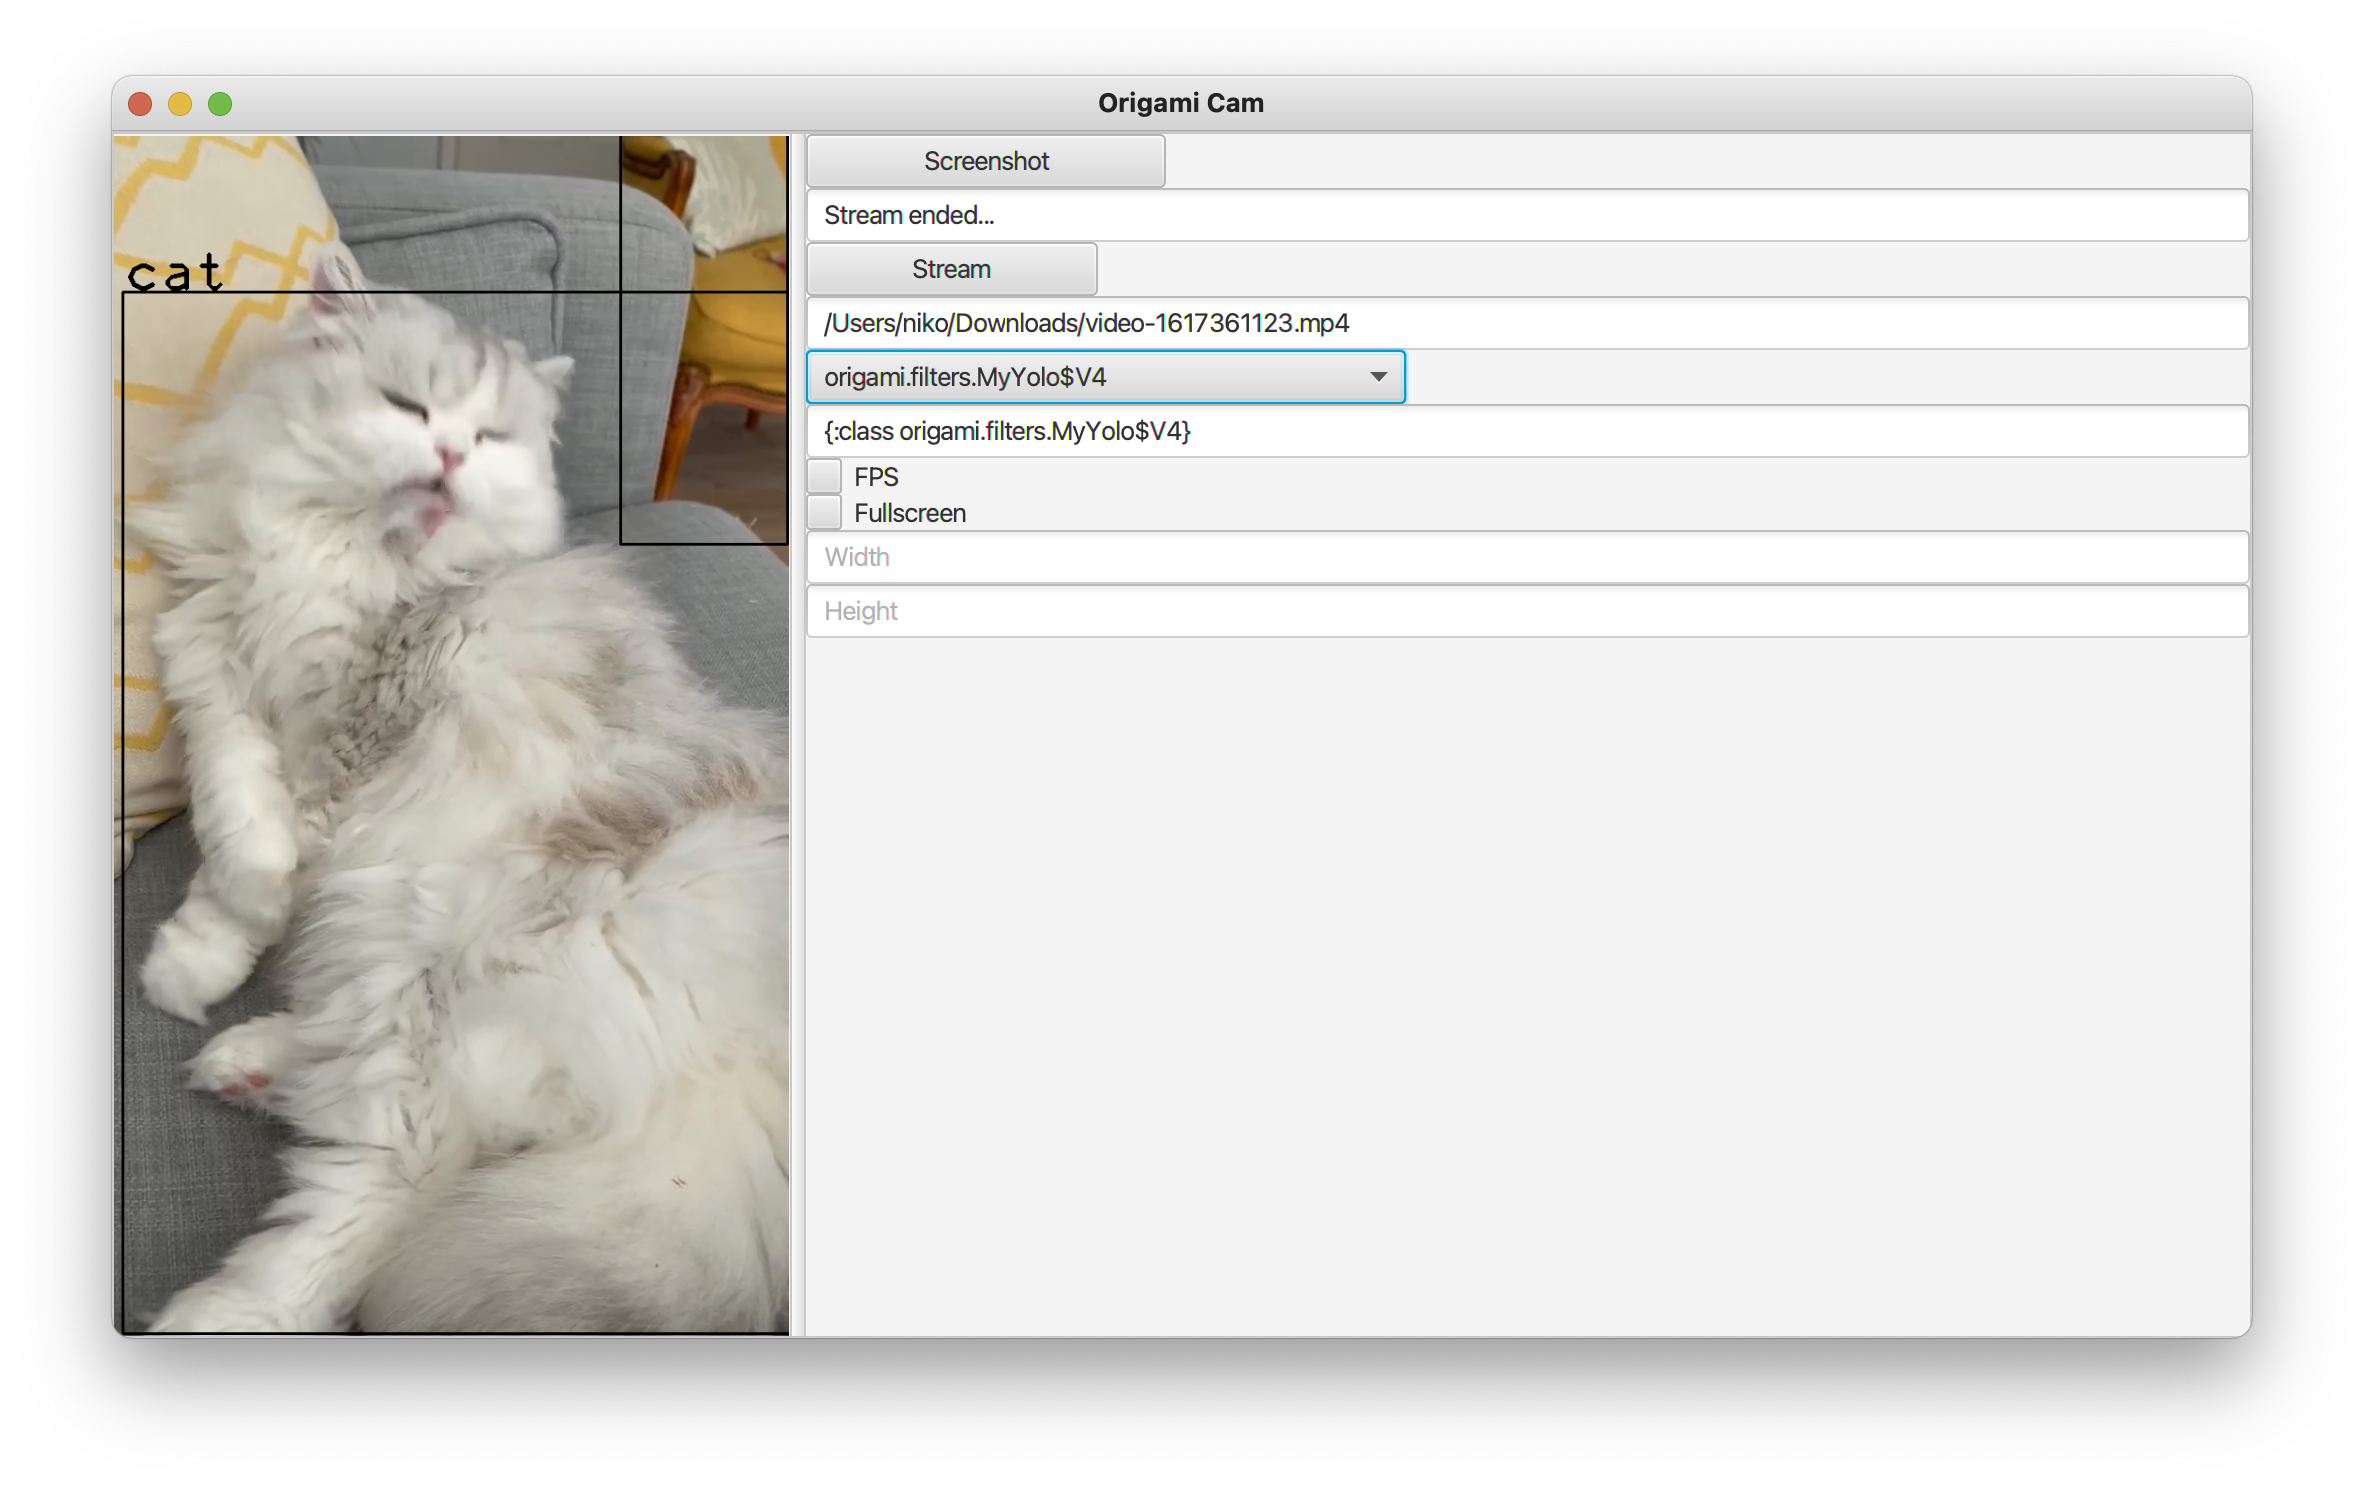 Origami Cam
cat
Screenshot
Stream ended...
Stream
/Users/niko/Downloads/video-1617361123.mp4
origami.filters.MyYolo$V4
{:class origami.filters.MyYolo$V4}
FPS
Fullscreen
Width
Height